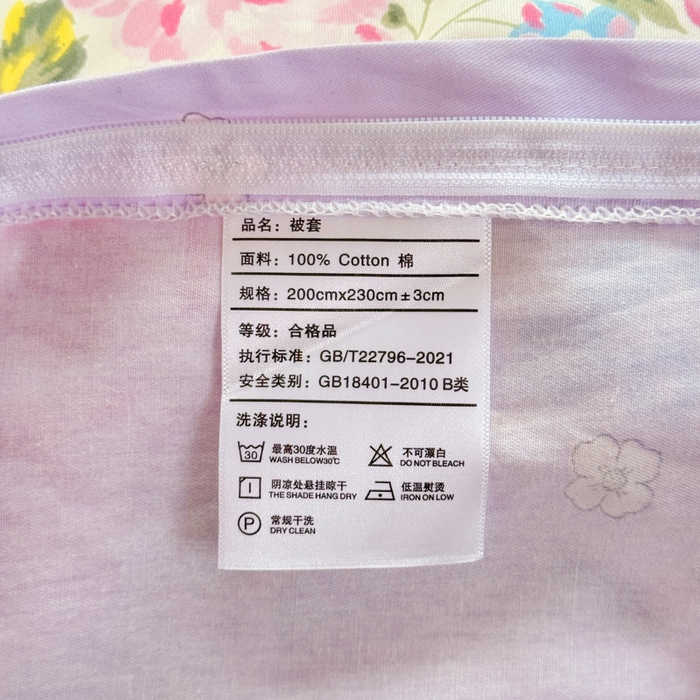 品名：被套
面料：100% Cotton 棉
规格：200cmx230cm±3cm
等级：合格品
执行标准：GB/T22796-2021
安全类别：GB18401-2010 B类
洗涤说明：
30 最高30度水温 不可漂白
WASH BELOW30℃ DO NOT BLEACH
阴凉处悬挂晾干 低温熨烫
THE SHADE HANG DRY IRON ON LOW
P 常规干洗
DRY CLEAN